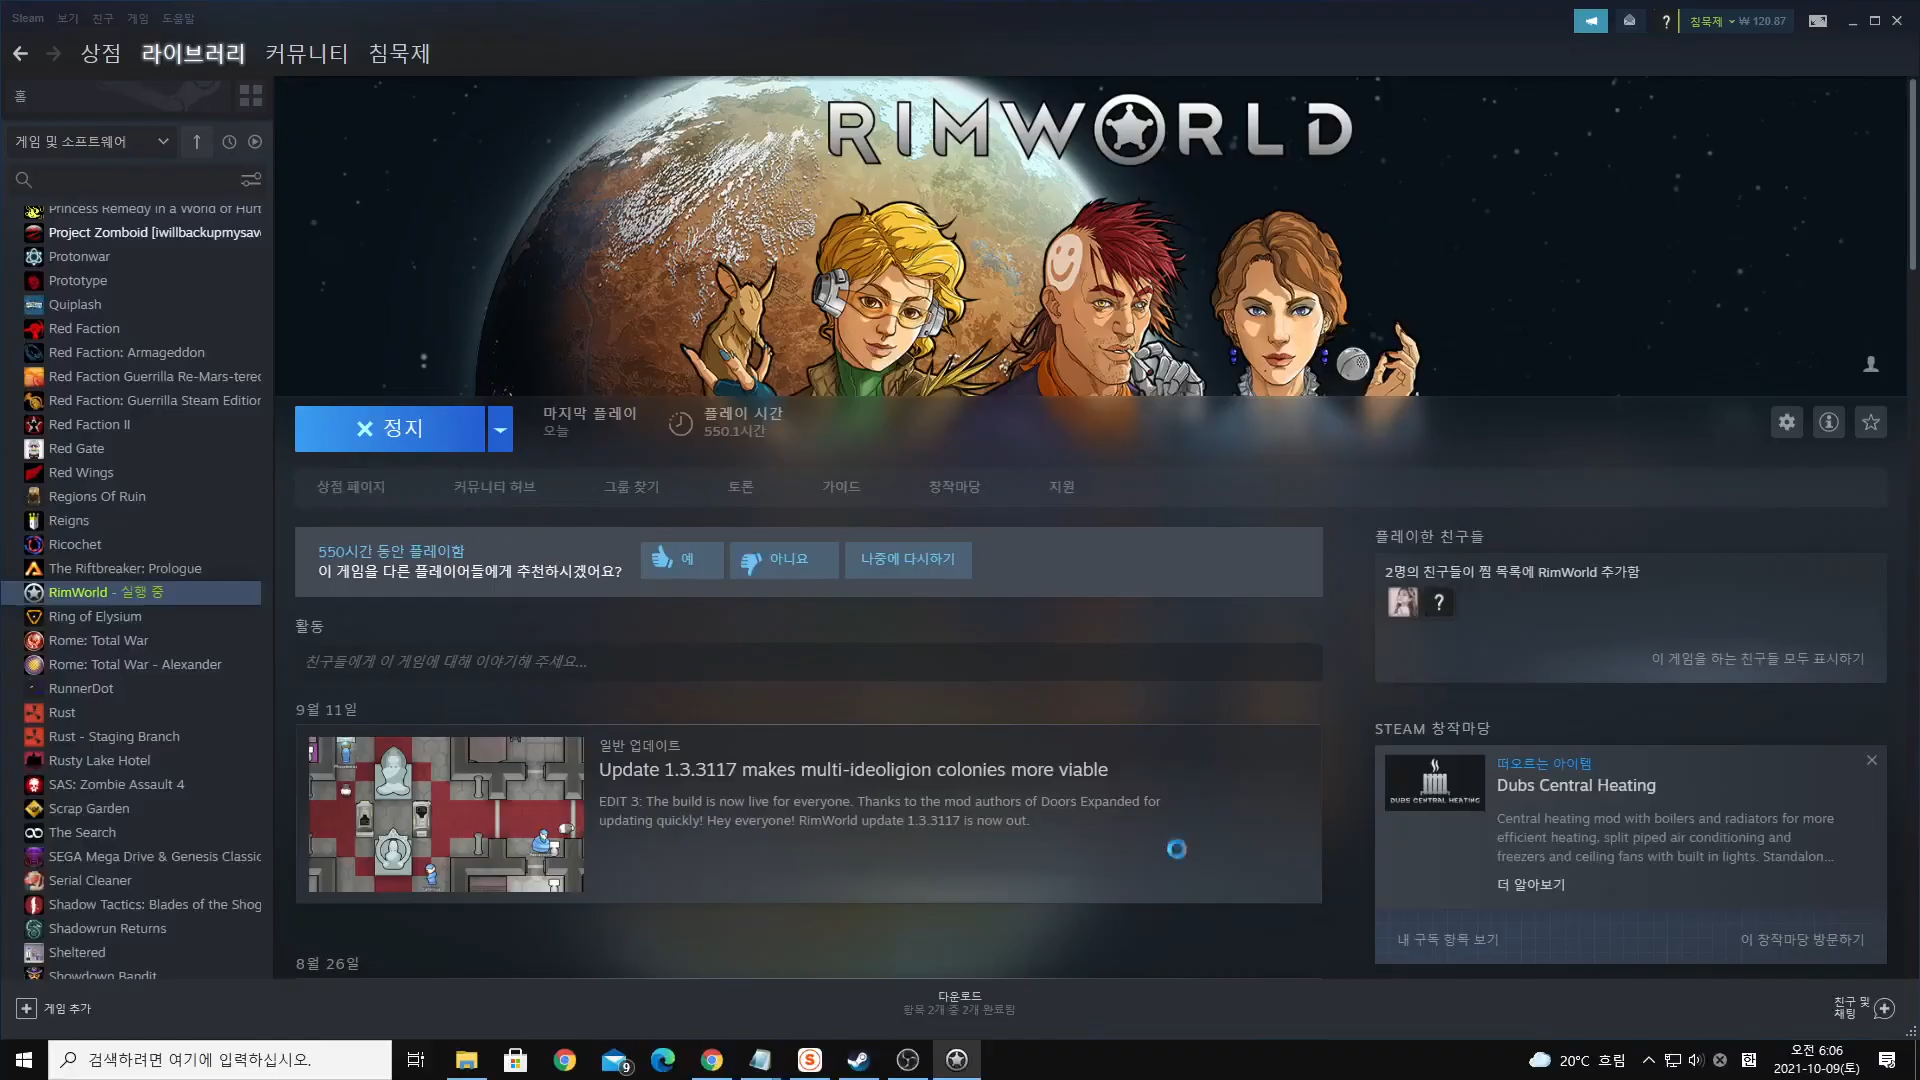 Steam 보기 친구 게임 도움말
침묵제 ₩ 120.87
상점 라이브러리 커뮤니티 침묵제
홈
게임 및 소프트웨어
Princess Remedy in a World of Hurt
Project Zomboid [iwillbackupmysave
Protonwar
Prototype
Quiplash
Red Faction
Red Faction: Armageddon
Red Faction Guerrilla Re-Mars-tered
Red Faction: Guerrilla Steam Edition
Red Faction II
Red Gate
Red Wings
Regions Of Ruin
Reigns
Ricochet
The Riftbreaker: Prologue
RimWorld - 실행 중
Ring of Elysium
Rome: Total War
Rome: Total War - Alexander
RunnerDot
Rust
Rust - Staging Branch
Rusty Lake Hotel
SAS: Zombie Assault 4
Scrap Garden
The Search
SEGA Mega Drive & Genesis Classic
Serial Cleaner
Shadow Tactics: Blades of the Shog
Shadowrun Returns
Sheltered
Showdown Bandit
게임 추가
RIMWORLD
정지
마지막 플레이
오늘
플레이 시간
550.1시간
상점 페이지 커뮤니티 허브 그룹 찾기 토론 가이드 창작마당 지원
550시간 동안 플레이함
이 게임을 다른 플레이어들에게 추천하시겠어요?
예 아니요 나중에 다시하기
활동
친구들에게 이 게임에 대해 이야기해 주세요...
9월 11일
일반 업데이트
Update 1.3.3117 makes multi-ideoligion colonies more viable
EDIT 3: The build is now live for everyone. Thanks to the mod authors of Doors Expanded for
updating quickly! Hey everyone! RimWorld update 1.3.3117 is now out.
8월 26일
플레이한 친구들
2명의 친구들이 찜 목록에 RimWorld 추가함
?
이 게임을 하는 친구들 모두 표시하기
STEAM 창작마당
DUBS CENTRAL HEATING
떠오르는 아이템
Dubs Central Heating
Central heating mod with boilers and radiators for more
efficient heating, split piped air conditioning and
freezers and ceiling fans with built in lights. Standalon...
더 알아보기
내 구독 항목 보기 이 창작마당 방문하기
다운로드
항목 2개 중 2개 완료됨
친구 및
채팅
검색하려면 여기에 입력하십시오.
9
20°C 흐림
한
오전 6:06
2021-10-09(토)